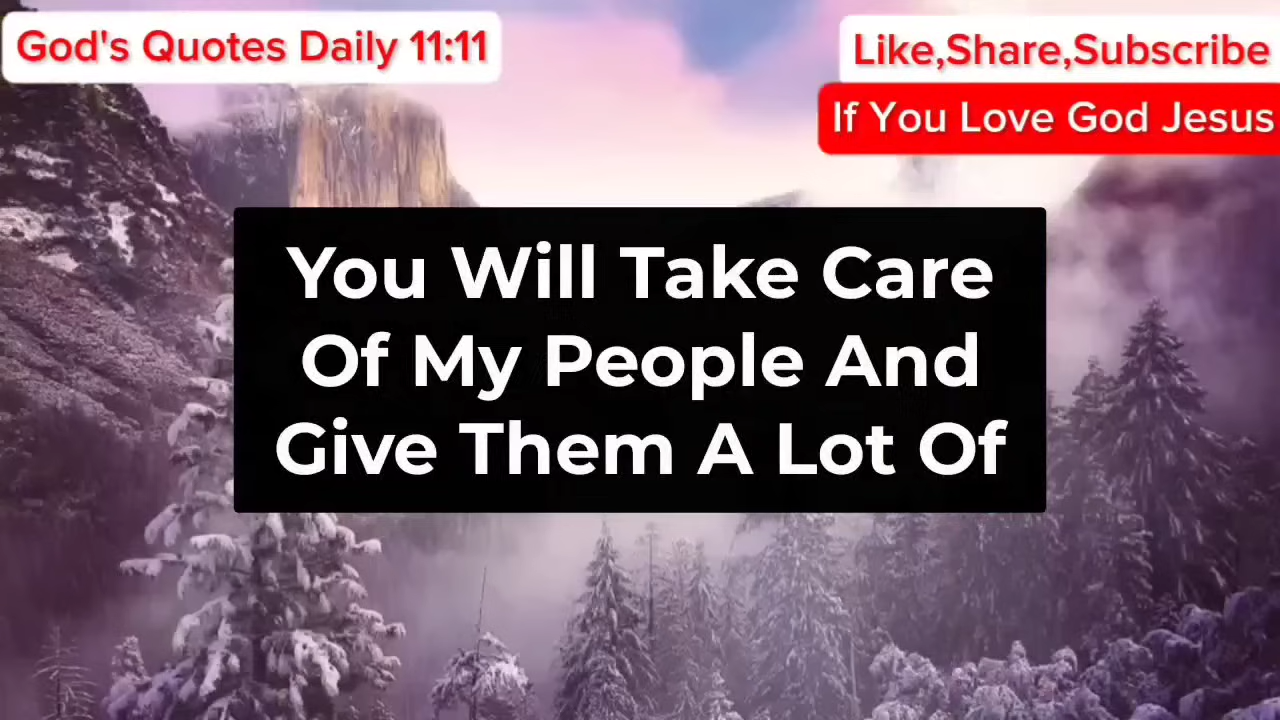 God's Quotes Daily 11:11
Like,Share,Subscribe
If You Love God Jesus
You Will Take Care
Of My People And
Give Them A Lot Of